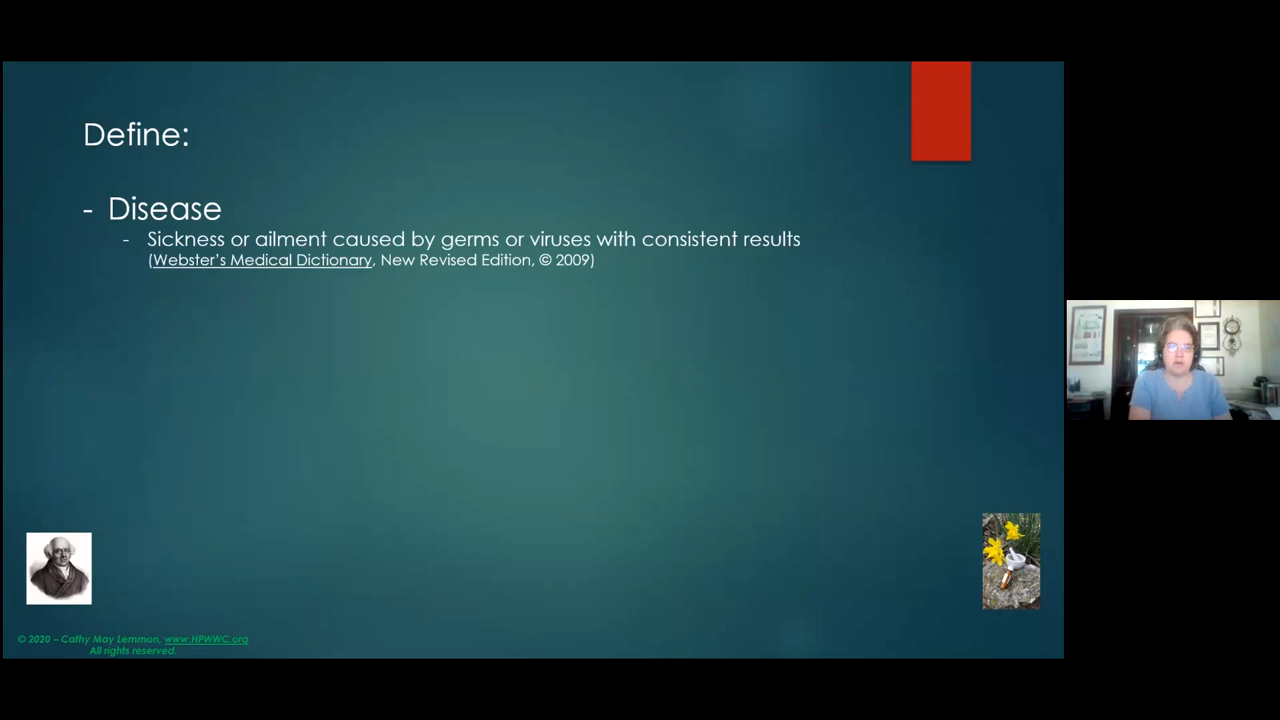 Define:
- Disease
- Sickness or ailment caused by germs or viruses with consistent results
(Webster's Medical Dictionary, New Revised Edition, © 2009)
© 2020 – Cathy May Lemmon, www.HPWWC.org
All rights reserved.